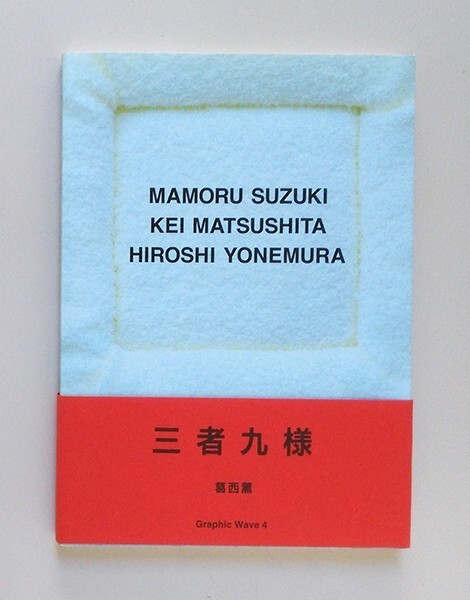 MAMORU SUZUKI
KEI MATSUSHITA
HIROSHI YONEMURA
三者九様
葛西薫
Graphic Wave 4